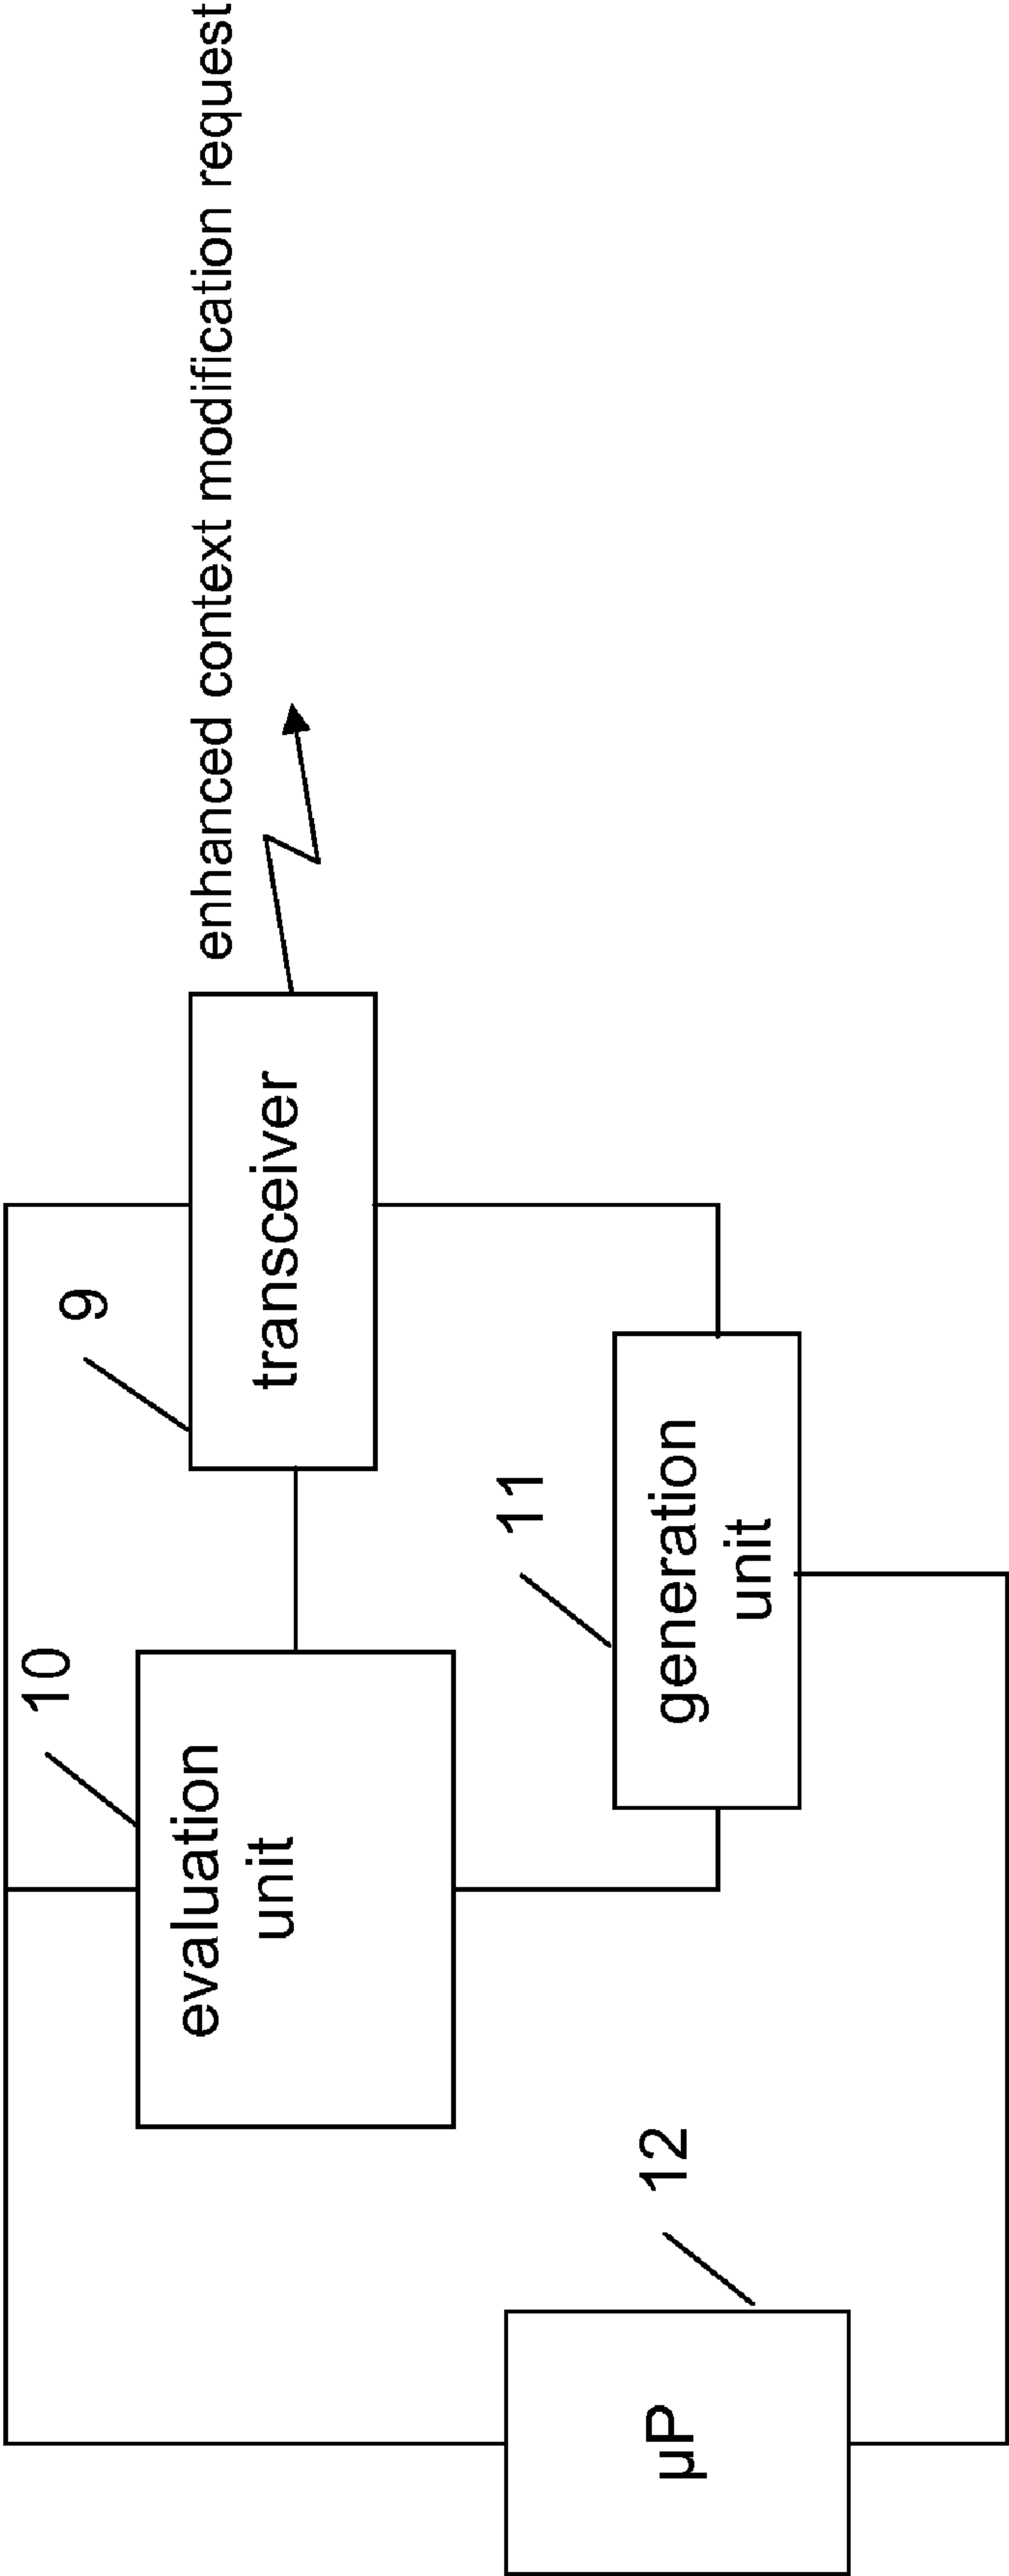 enhanced context modification request
9
transceiver
10
evaluation
unit
11
generation
unit
12
µP